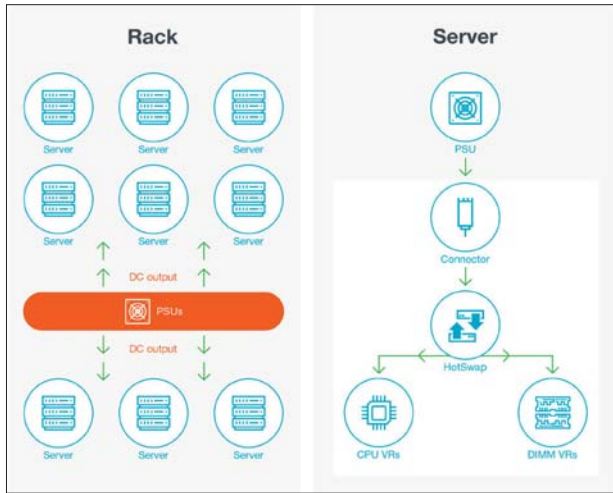 Rack
Server Server Server
Server Server Server
DC output
PSUs
DC output
Server Server Server
Server
PSU
Connector
HotSwap
CPU VRs DIMM VRs